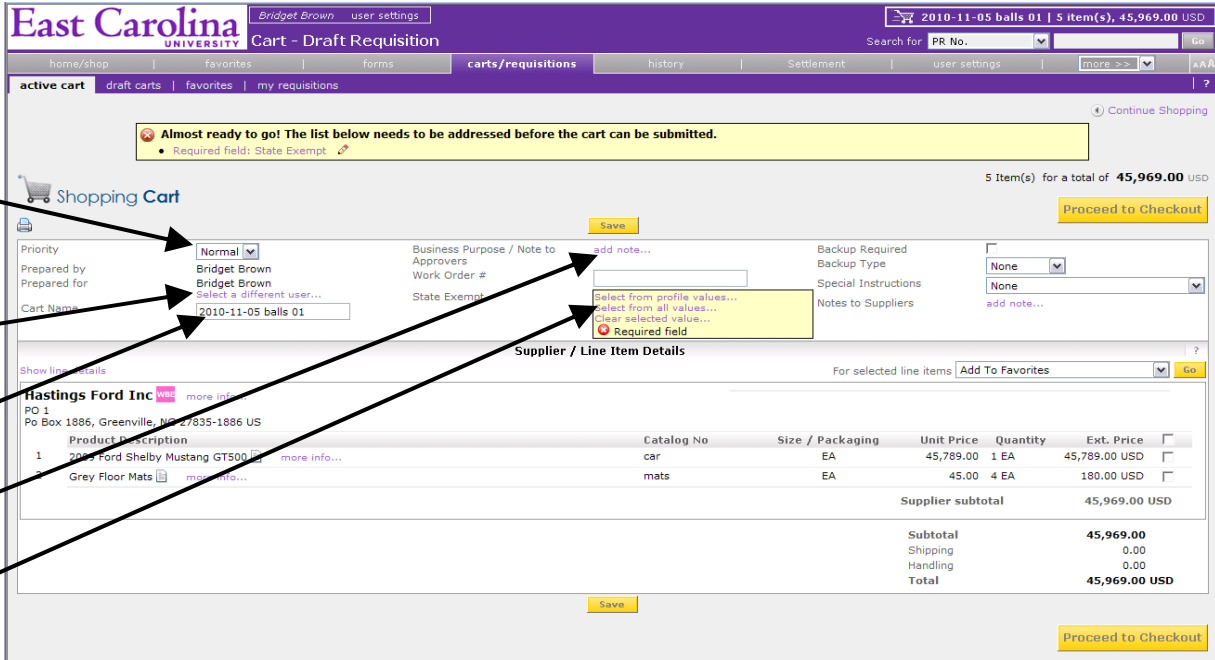 East Carolina
UNIVERSITY
Bridget Brown user settings
2010-11-05 balls 01 | 5 item(s), 45,969.00 USD
Cart - Draft Requisition
Search for PR No. Go
home/shop | favorites | forms carts/requisitions history | Settlement | user settings | more >> AAA
active cart draft carts | favorites | my requisitions | ?
Continue Shopping
Almost ready to go! The list below needs to be addressed before the cart can be submitted.
• Required field: State Exempt
5 Item(s) for a total of 45,969.00 USD
Shopping Cart
Proceed to Checkout
Save
Priority Normal Business Purpose / Note to Approvers add note... Backup Required
Prepared by Bridget Brown Backup Type None
Prepared for Bridget Brown Work Order # Special Instructions None
Select a different user...
Cart Name 2010-11-05 balls 01 State Exempt Select from profile values... Notes to Suppliers add note...
Select from all values...
Clear selected value...
Required field
Supplier / Line Item Details ?
Show line details For selected line items Add To Favorites Go
Hastings Ford Inc WBE more info...
PO 1
Po Box 1886, Greenville, NC 27835-1886 US
Product Description Catalog No Size / Packaging Unit Price Quantity Ext. Price
1 2009 Ford Shelby Mustang GT500 more info... car EA 45,789.00 1 EA 45,789.00 USD
2 Grey Floor Mats more info... mats EA 45.00 4 EA 180.00 USD
Supplier subtotal 45,969.00 USD
Subtotal 45,969.00
Shipping 0.00
Handling 0.00
Total 45,969.00 USD
Save
Proceed to Checkout